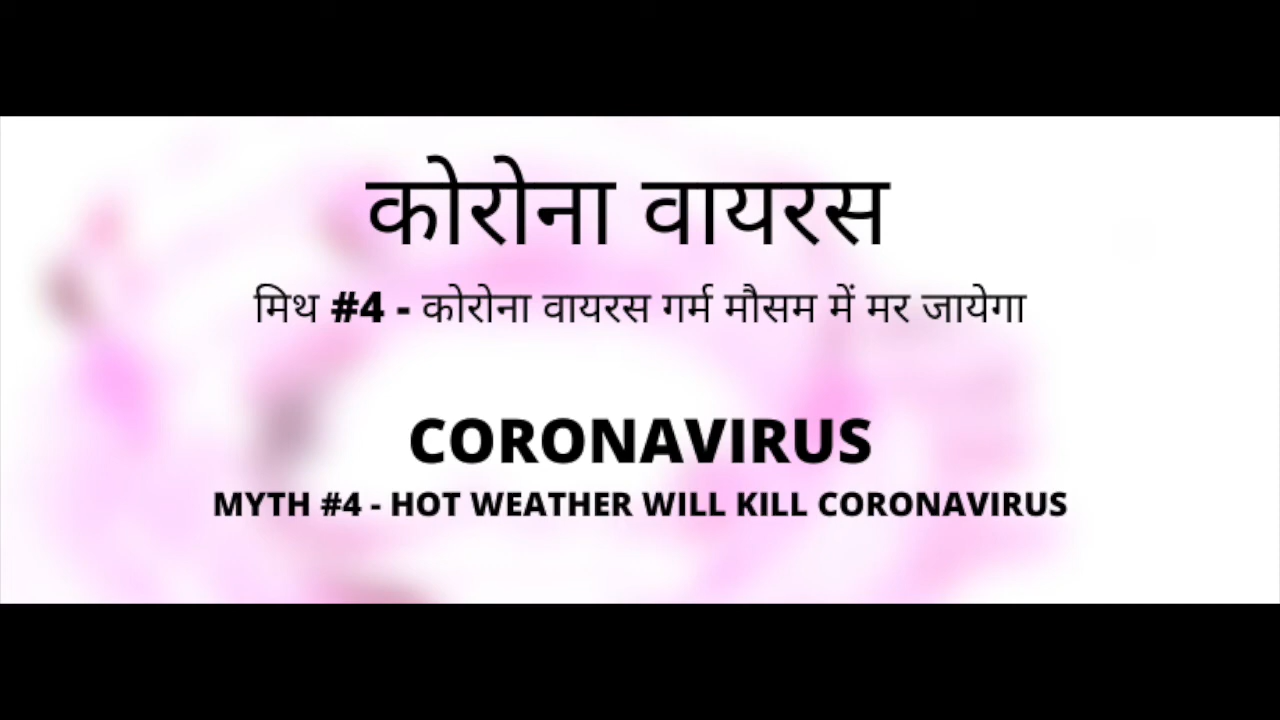 कोरोना वायरस
मिथ #4 - कोरोना वायरस गर्म मौसम में मर जायेगा
CORONAVIRUS
MYTH #4 - HOT WEATHER WILL KILL CORONAVIRUS